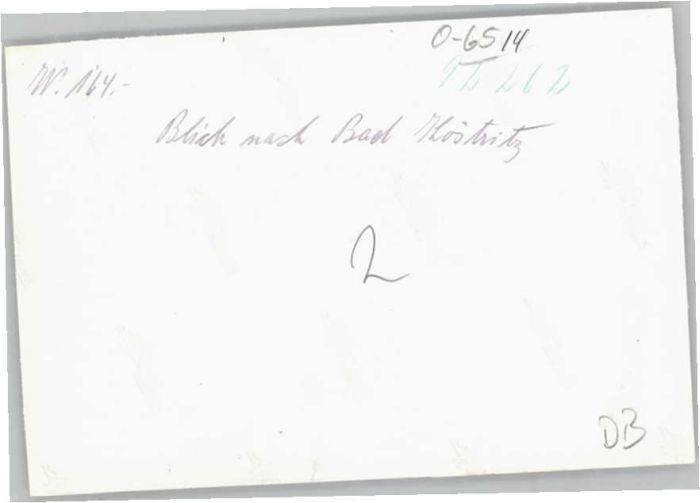 O-6514
W. 164.-
Blick nach Bad Köstritz
2
DB